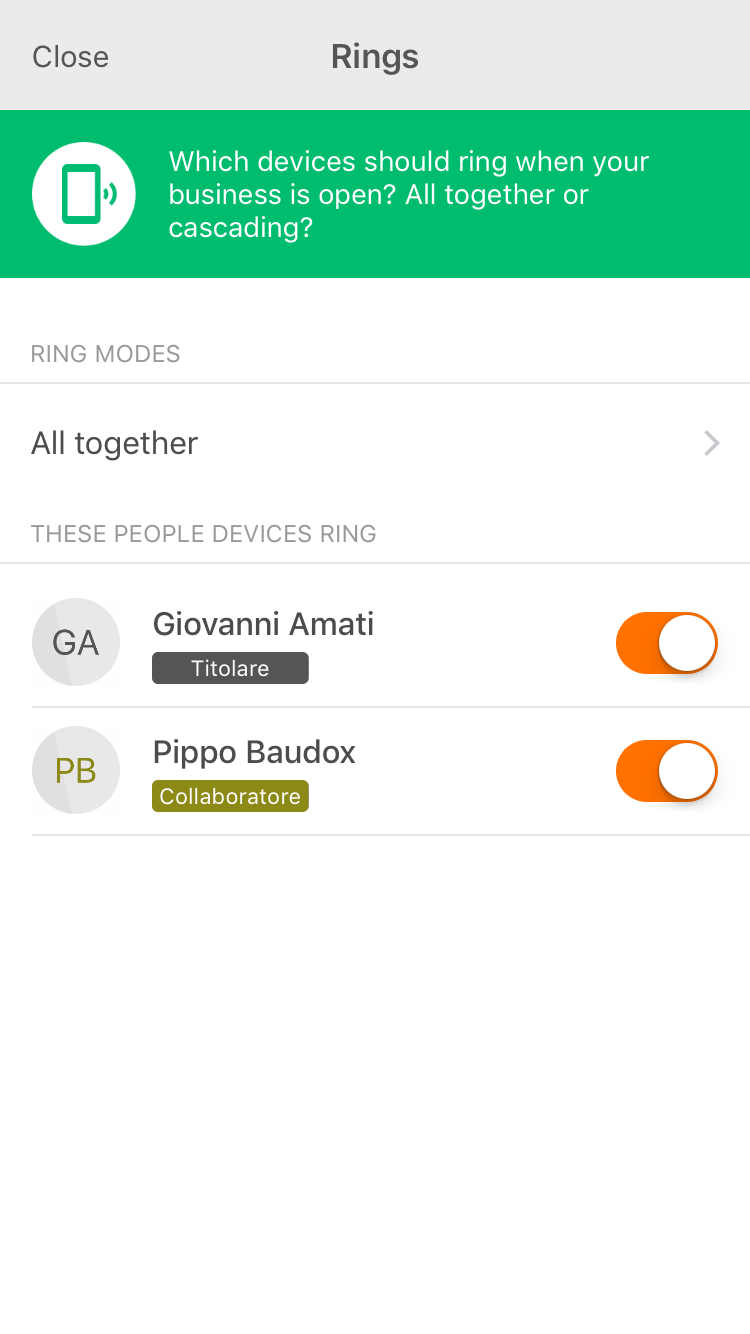 Close
Rings
Which devices should ring when your
business is open? All together or
cascading?
RING MODES
All together
THESE PEOPLE DEVICES RING
GA
Giovanni Amati
Titolare
PB
Pippo Baudox
Collaboratore